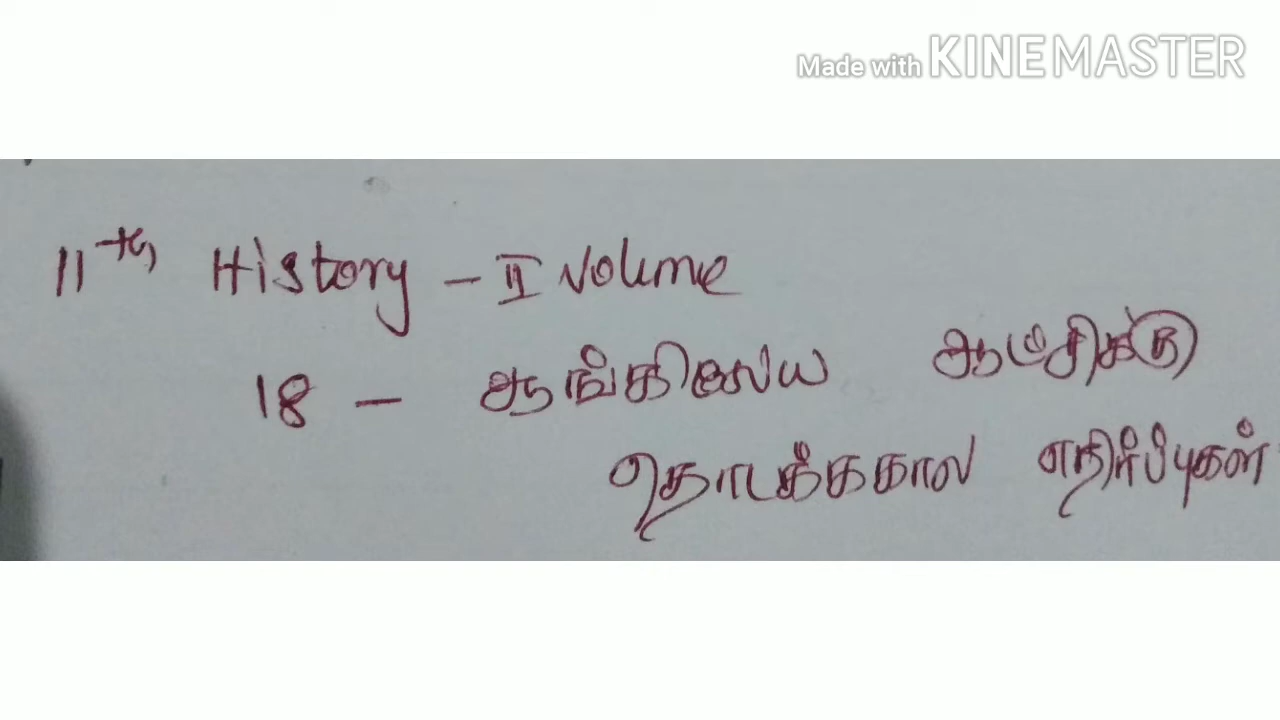 Made with KINEMASTER
11th History - II Volume
18 - ஆங்கிலேய ஆட்சிக்கு
தொடக்ககால எதிர்ப்புகள்